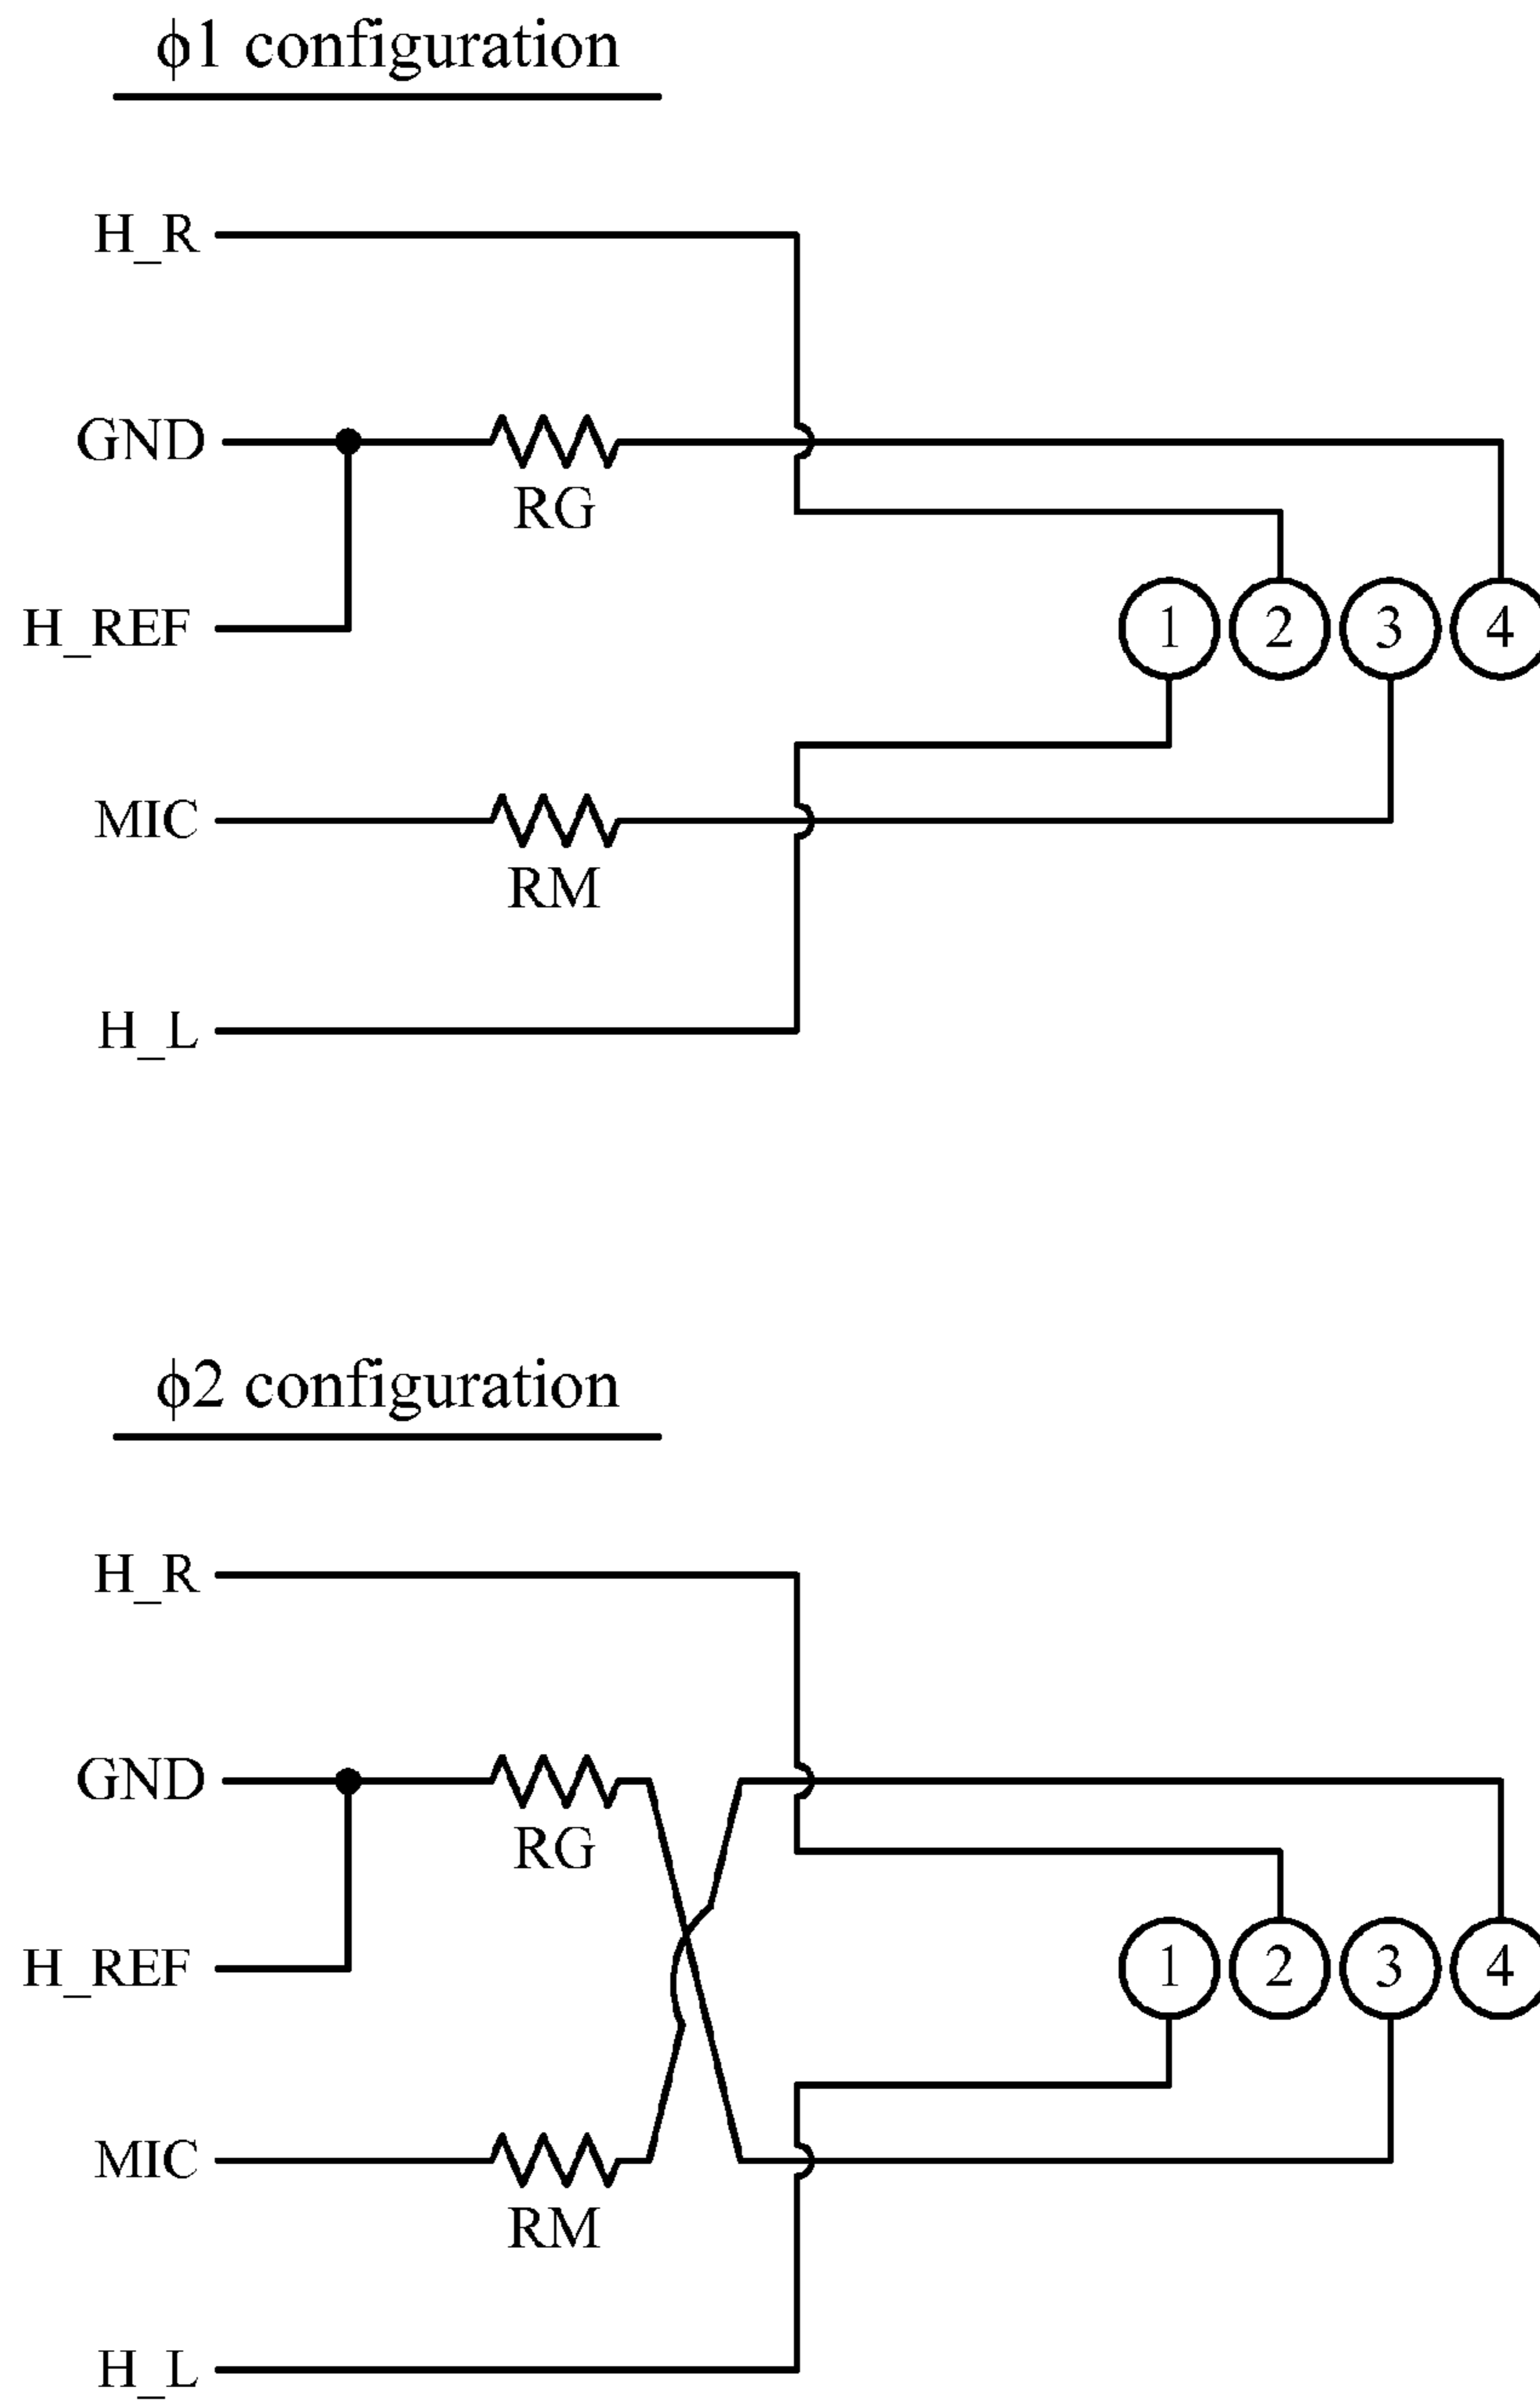 ϕ1 configuration
H_R
GND
RG
H_REF
1 2 3 4
MIC
RM
H_L
ϕ2 configuration
H_R
GND
RG
H_REF
1 2 3 4
MIC
RM
H_L